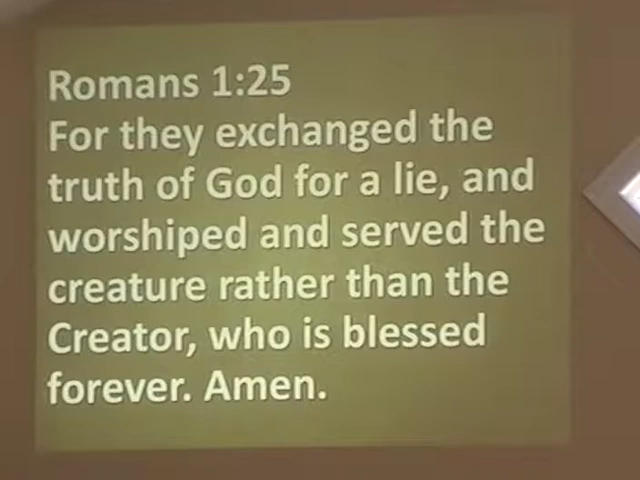 Romans 1:25
For they exchanged the
truth of God for a lie, and
worshiped and served the
creature rather than the
Creator, who is blessed
forever. Amen.